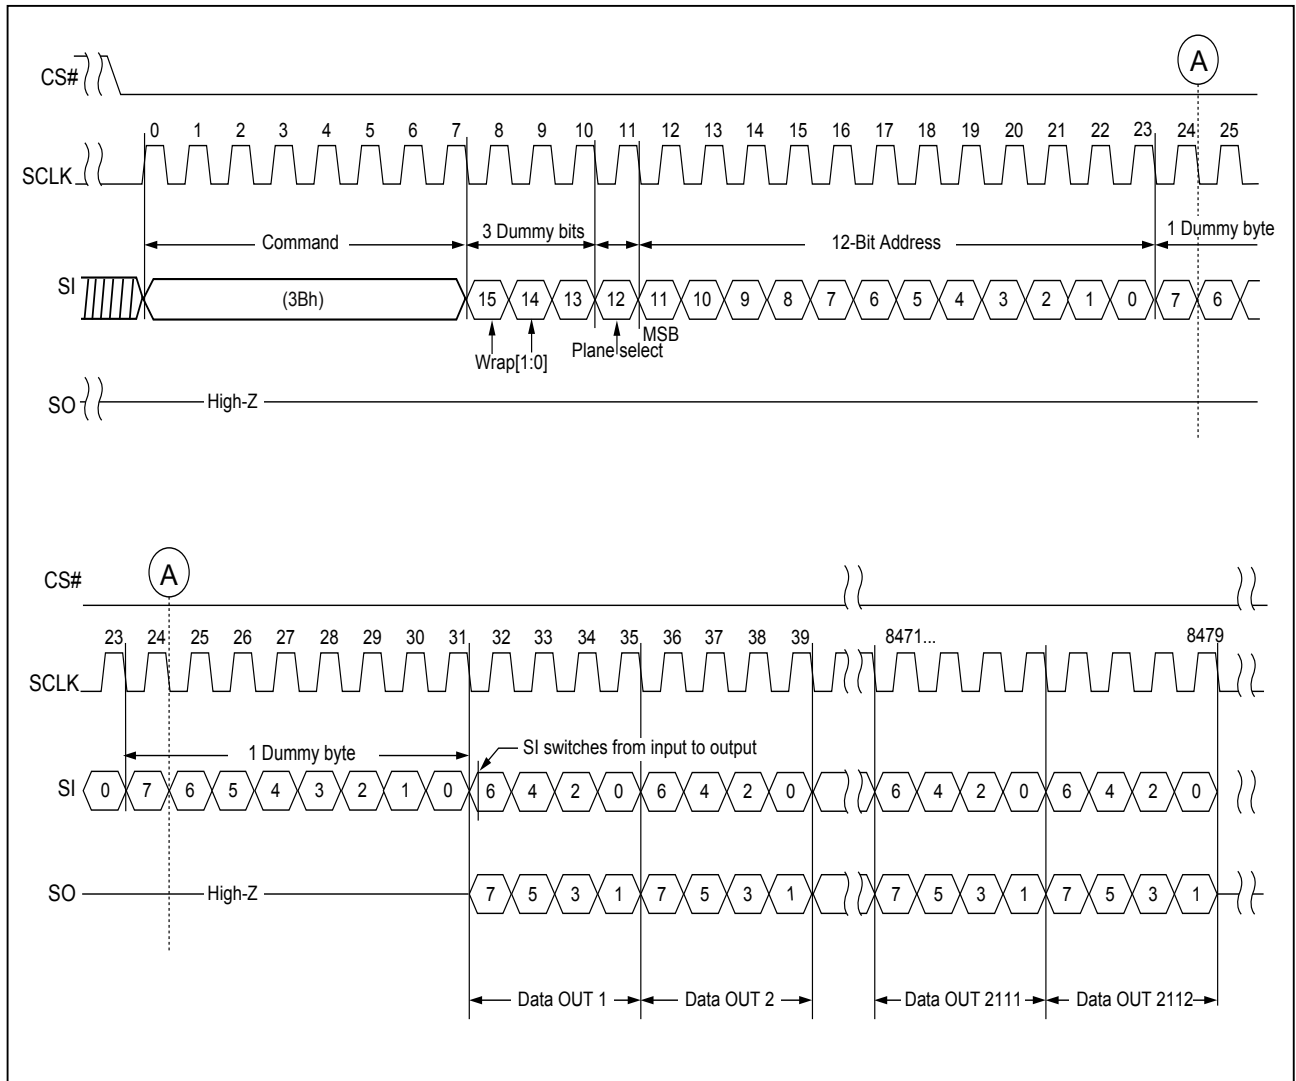 A
CS#
0 1 2 3 4 5 6 7 8 9 10 11 12 13 14 15 16 17 18 19 20 21 22 23 24 25
SCLK
Command 3 Dummy bits 12-Bit Address 1 Dummy byte
SI (3Bh) 15 14 13 12 11 10 9 8 7 6 5 4 3 2 1 0 7 6
MSB
Wrap[1:0] Plane select
SO High-Z
A
CS#
23 24 25 26 27 28 29 30 31 32 33 34 35 36 37 38 39 8471... 8479
SCLK
1 Dummy byte SI switches from input to output
SI 0 7 6 5 4 3 2 1 0 6 4 2 0 6 4 2 0 6 4 2 0 6 4 2 0
SO High-Z 7 5 3 1 7 5 3 1 7 5 3 1 7 5 3 1
Data OUT 1 Data OUT 2 Data OUT 2111 Data OUT 2112